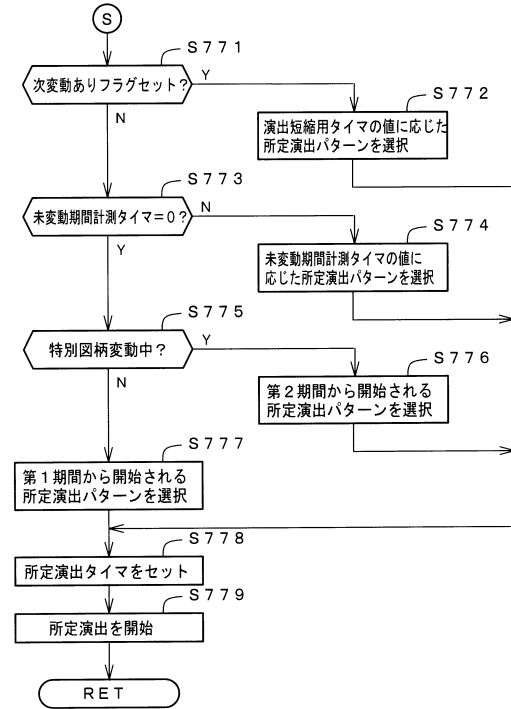 S
S771
次変動ありフラグセット?
Y
N
S772
演出短縮用タイマの値に応じた
所定演出パターンを選択
S773
未変動期間計測タイマ=0?
N
Y
S774
未変動期間計測タイマの値に
応じた所定演出パターンを選択
S775
特別図柄変動中?
Y
N
S776
第2期間から開始される
所定演出パターンを選択
S777
第1期間から開始される
所定演出パターンを選択
S778
所定演出タイマをセット
S779
所定演出を開始
RET